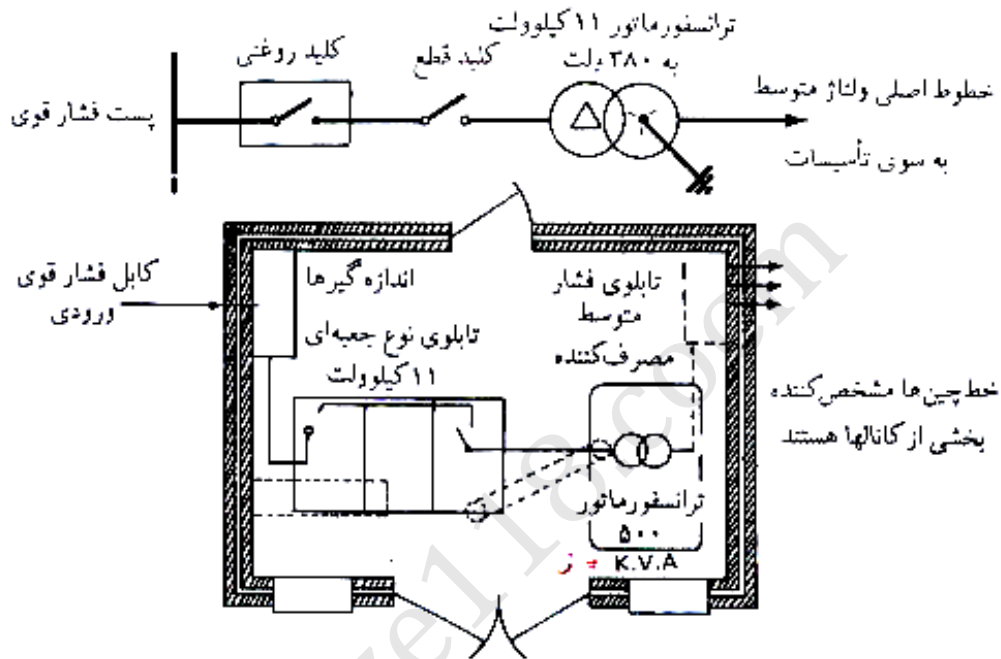 ترانسفورماتور ۱۱ کیلوولت
به ۳۸۰ ولت
کلید روغنی
کلید قطع
پست فشار قوی
خطوط اصلی ولتاژ متوسط
به سوی تأسیسات
کابل فشار قوی
ورودی
اندازه گیرها
تابلوی نوع جعبه‌ای
۱۱ کیلوولت
تابلوی فشار
متوسط
مصرف‌کننده
خط‌چین‌ها مشخص‌کننده
بخشی از کانالها هستند
ترانسفورماتور
۵۰۰
K.V.A